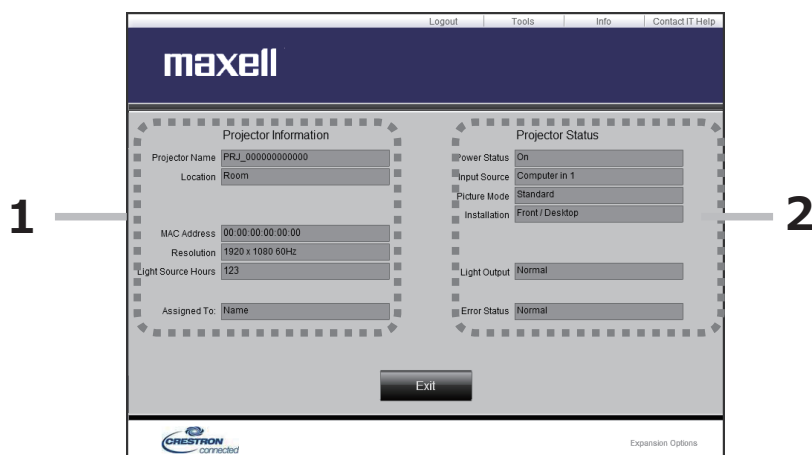 Logout Tools Info Contact IT Help
maxell
1
2
Projector Information
Projector Name PRJ_000000000000
Location Room
MAC Address 00:00:00:00:00:00
Resolution 1920 x 1080 60Hz
Light Source Hours 123
Assigned To: Name
Projector Status
Power Status On
Input Source Computer in 1
Picture Mode Standard
Installation Front / Desktop
Light Output Normal
Error Status Normal
Exit
CRESTRON
connected
Expansion Options